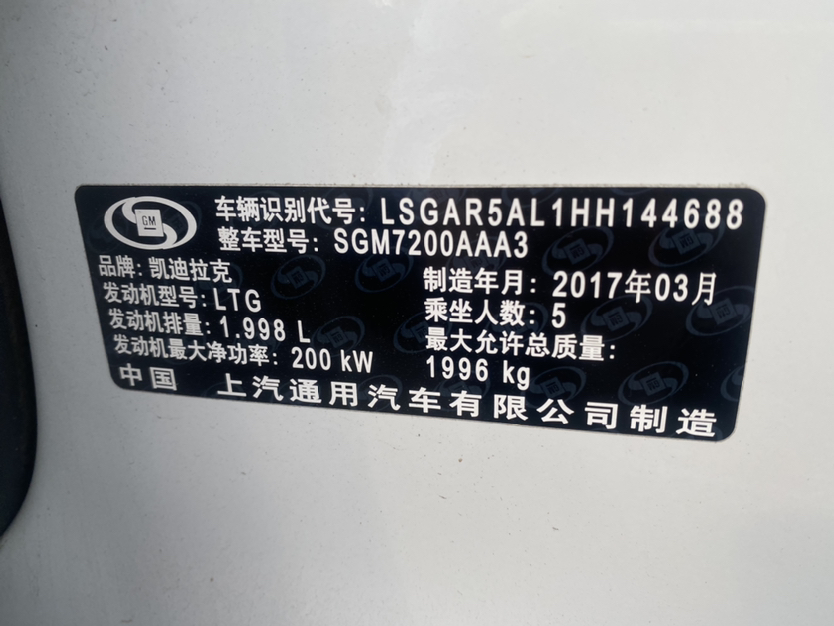 GM
车辆识别代号: LSGAR5AL1HH144688
整车型号: SGM7200AAA3
品牌: 凯迪拉克
制造年月: 2017年03月
发动机型号: LTG
乘坐人数: 5
发动机排量: 1.998 L
最大允许总质量:
1996 kg
发动机最大净功率: 200 kW
中国 上汽通用汽车有限公司制造